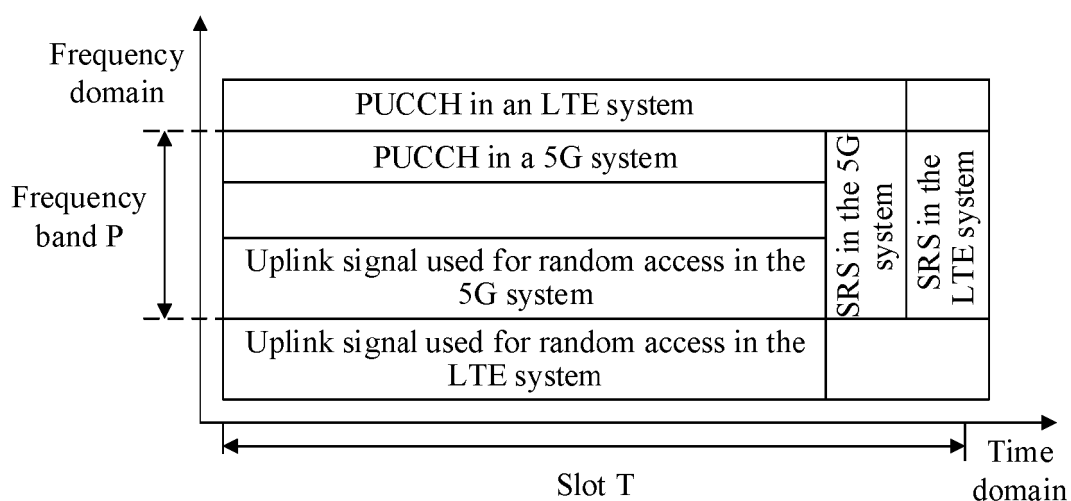 Frequency
domain
PUCCH in an LTE system
PUCCH in a 5G system
Frequency
band P
Uplink signal used for random access in the
5G system
Uplink signal used for random access in the
LTE system
SRS in the 5G
system
SRS in the
LTE system
Slot T
Time
domain